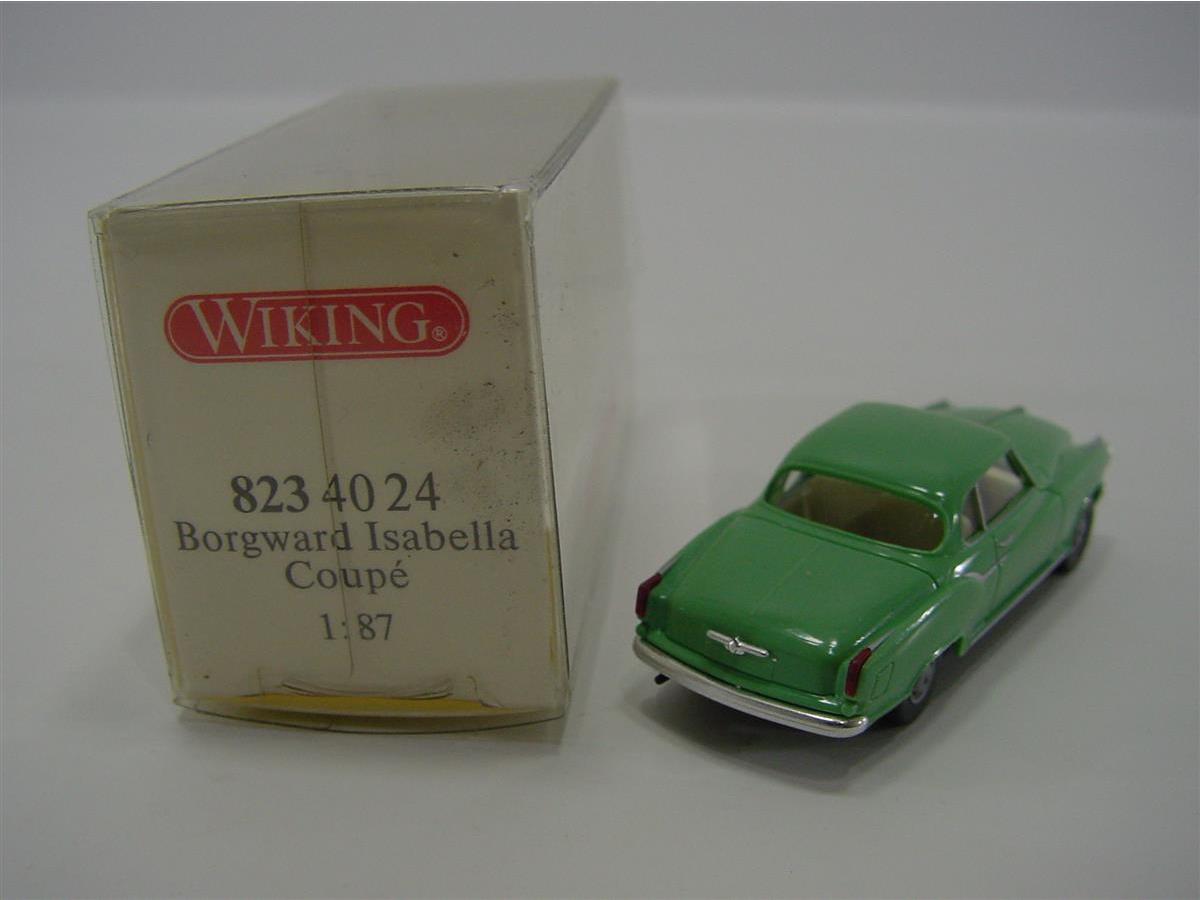 WIKING®
823 40 24
Borgward Isabella
Coupé
1:87